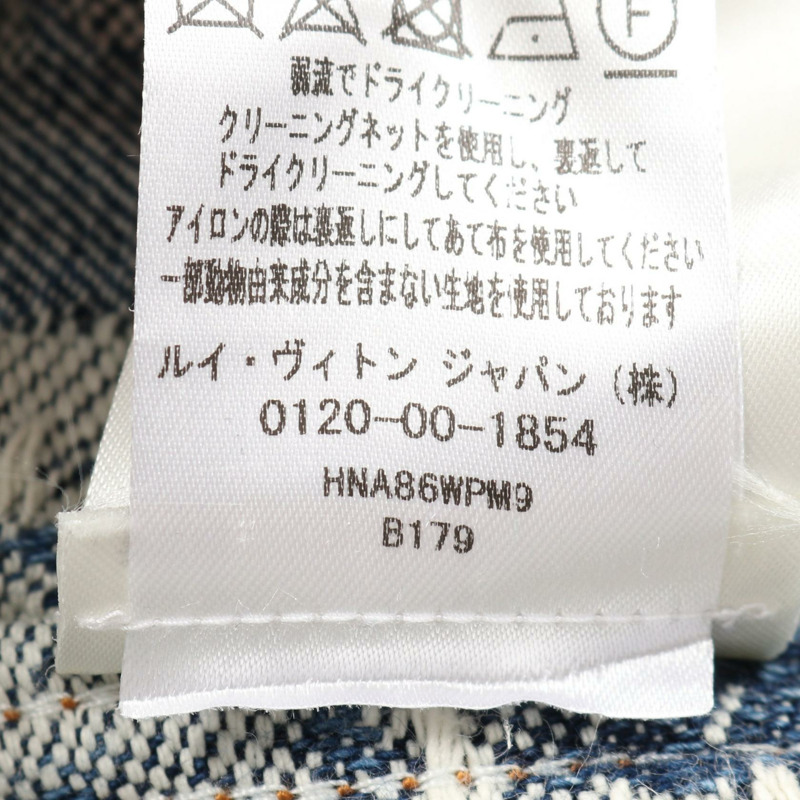 F
弱流でドライクリーニング
クリーニングネットを使用し、裏返して
ドライクリーニングしてください
アイロンの際は裏返しにしてあて布を使用してください
一部動物由来成分を含まない生地を使用しております
ルイ・ヴィトン ジャパン (株)
0120-00-1854
HNA86WPM9
B179